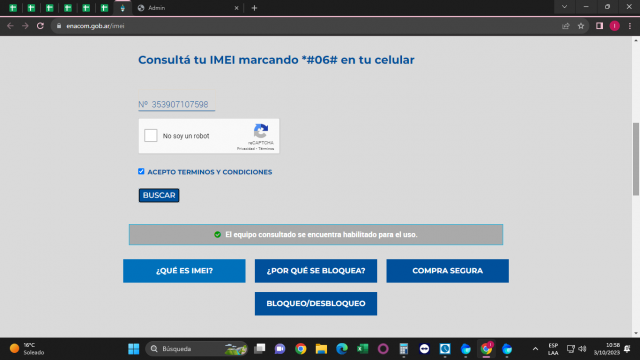 Admin
enacom.gob.ar/imei
Consultá tu IMEI marcando *#06# en tu celular
Nº 353907107598
No soy un robot
reCAPTCHA
Privacidad - Términos
ACEPTO TERMINOS Y CONDICIONES
BUSCAR
El equipo consultado se encuentra habilitado para el uso.
¿QUÉ ES IMEI?
¿POR QUÉ SE BLOQUEA?
COMPRA SEGURA
BLOQUEO/DESBLOQUEO
16°C
Soleado
Búsqueda
ESP
LAA
10:56
3/10/2023